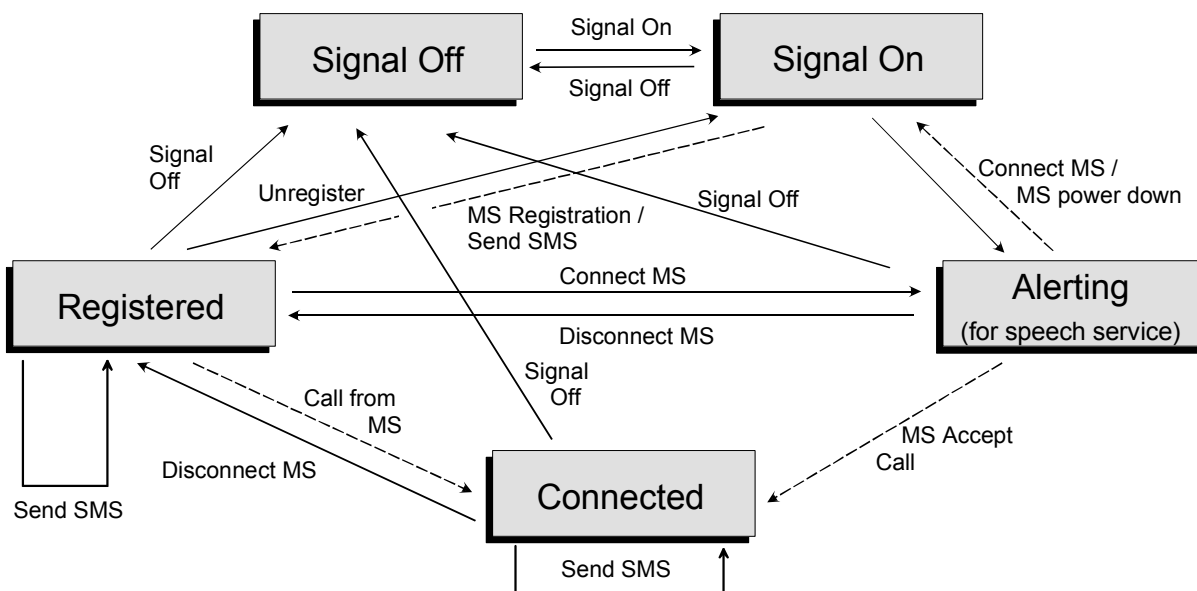 Signal Off
Signal On
Signal Off
Signal On
Signal
Off
Unregister
MS Registration /
Send SMS
Signal Off
Connect MS /
MS power down
Registered
Connect MS
Disconnect MS
Alerting
(for speech service)
Call from
MS
Disconnect MS
Signal
Off
MS Accept
Call
Send SMS
Connected
Send SMS